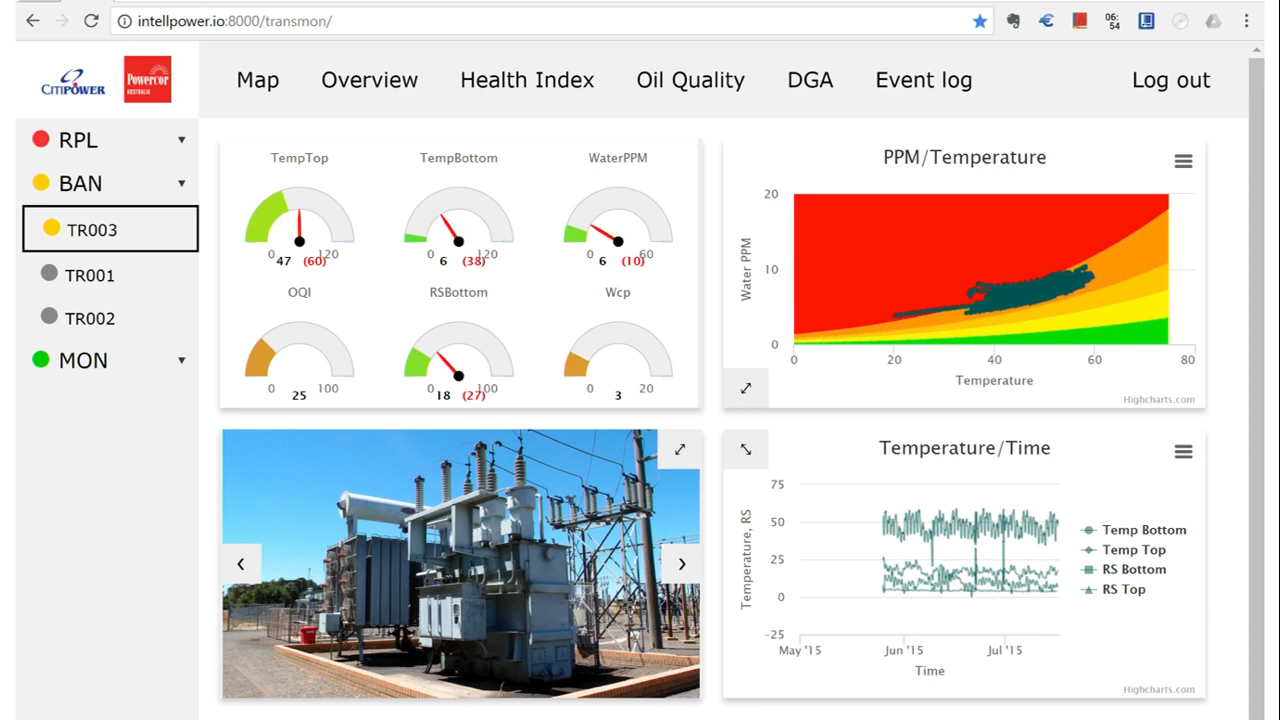 intellpower.io:8000/transmon/
06:
54
CITIPOWER
Powercor
AUSTRALIA
Map Overview Health Index Oil Quality DGA Event log Log out
RPL
BAN
TR003
TR001
TR002
MON
TempTop TempBottom WaterPPM
0 120 0 120 0 60
47 (60) 6 (38) 6 (10)
OQI RSBottom Wcp
0 100 0 100 0 20
25 18 (27) 3
PPM/Temperature
20
10
0
Water PPM
0 20 40 60 80
Temperature
Highcharts.com
Temperature/Time
75
50
25
0
-25
Temperature, RS
May '15 Jun '15 Jul '15
Time
Temp Bottom
Temp Top
RS Bottom
RS Top
Highcharts.com